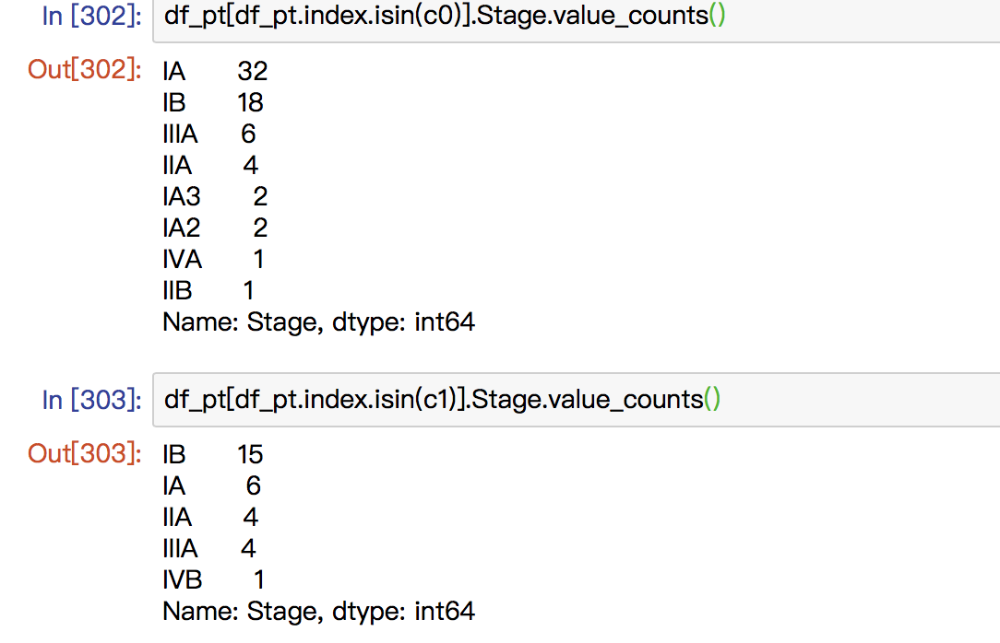 In [302]: df_pt[df_pt.index.isin(c0)].Stage.value_counts()
Out[302]: IA 32
IB 18
IIIA 6
IIA 4
IA3 2
IA2 2
IVA 1
IIB 1
Name: Stage, dtype: int64
In [303]: df_pt[df_pt.index.isin(c1)].Stage.value_counts()
Out[303]: IB 15
IA 6
IIA 4
IIIA 4
IVB 1
Name: Stage, dtype: int64